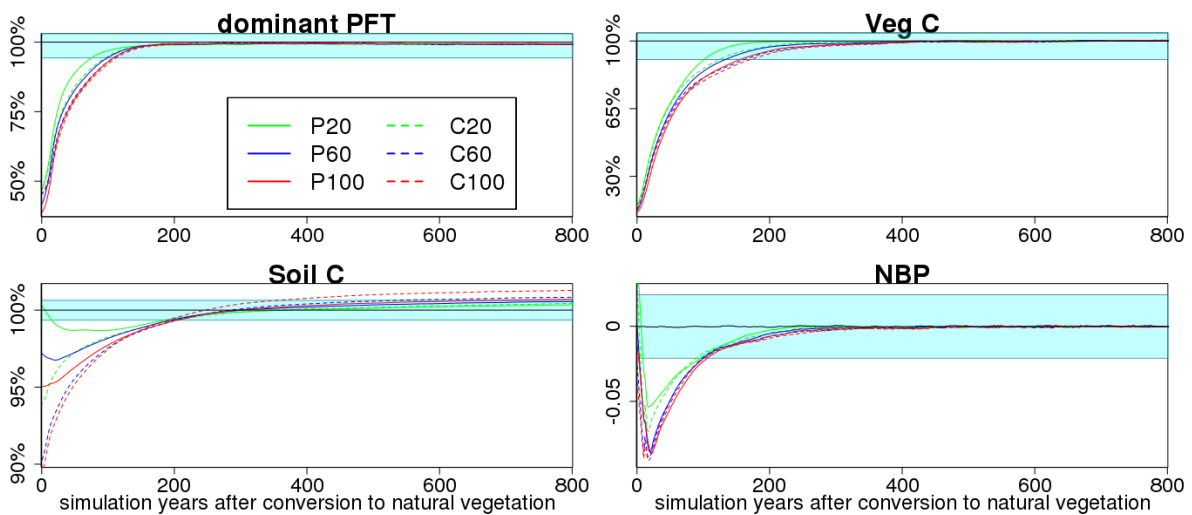 dominant PFT
100%
75%
50%
P20 C20
P60 C60
P100 C100
0 200 400 600 800
Veg C
100%
65%
30%
0 200 400 600 800
Soil C
100%
95%
90%
0 200 400 600 800
simulation years after conversion to natural vegetation
NBP
0
-0.05
0 200 400 600 800
simulation years after conversion to natural vegetation